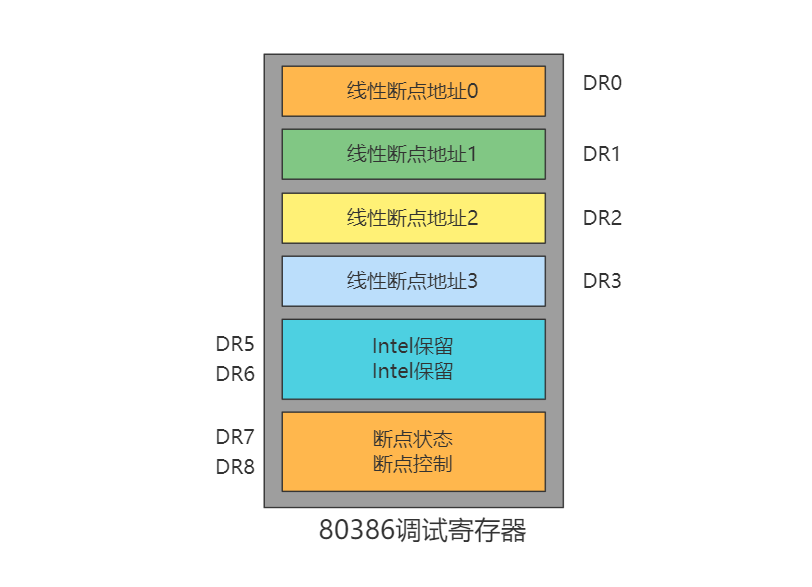 线性断点地址0
DR0
线性断点地址1
DR1
线性断点地址2
DR2
线性断点地址3
DR3
DR5
Intel保留
DR6
Intel保留
DR7
断点状态
DR8
断点控制
80386调试寄存器